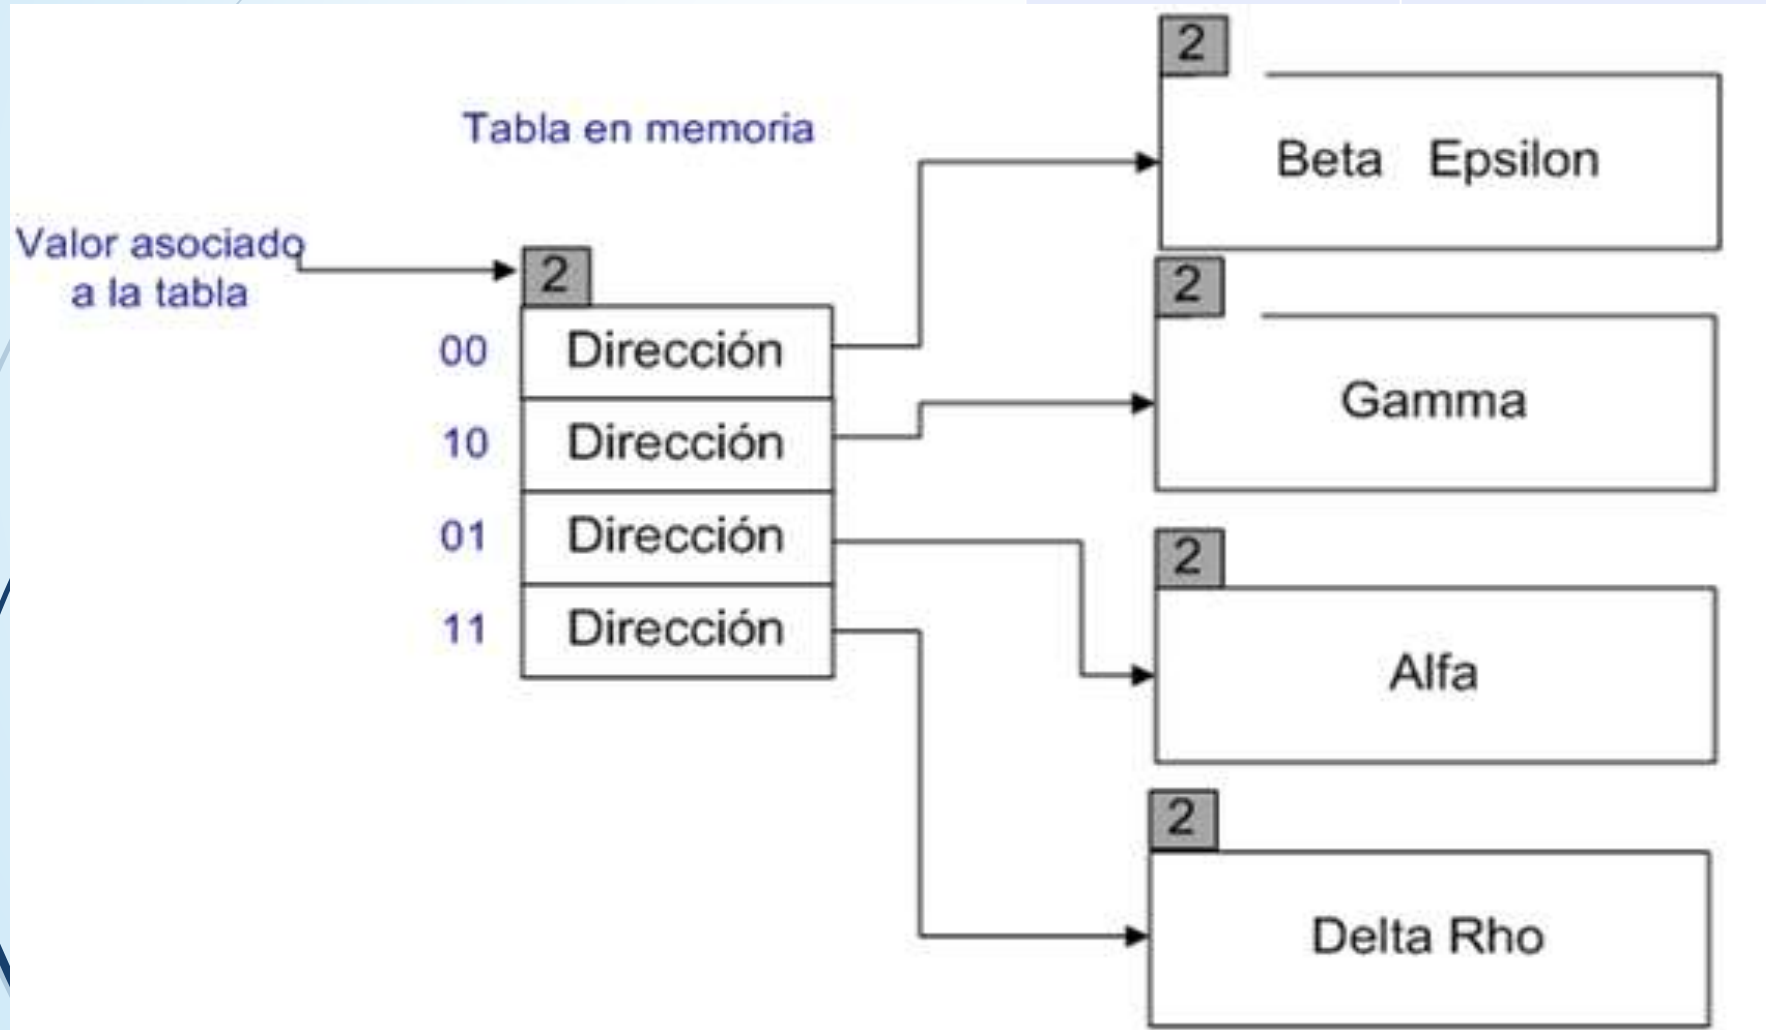 Tabla en memoria
Valor asociado
a la tabla
2
00 Dirección
10 Dirección
01 Dirección
11 Dirección
2
Beta Epsilon
2
Gamma
2
Alfa
2
Delta Rho